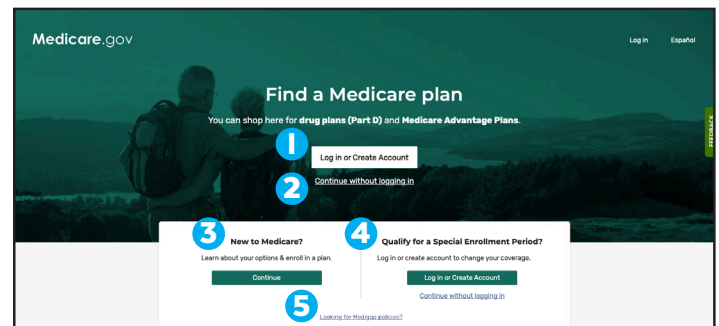 Medicare.gov
Log in
Español
Find a Medicare plan
You can shop here for drug plans (Part D) and Medicare Advantage Plans.
FEEDBACK
1
Log in or Create Account
2
Continue without logging in
3
New to Medicare?
Learn about your options & enroll in a plan.
Continue
4
Qualify for a Special Enrollment Period?
Log in or create account to change your coverage.
Log in or Create Account
Continue without logging in
5
Looking for Medigap policies?